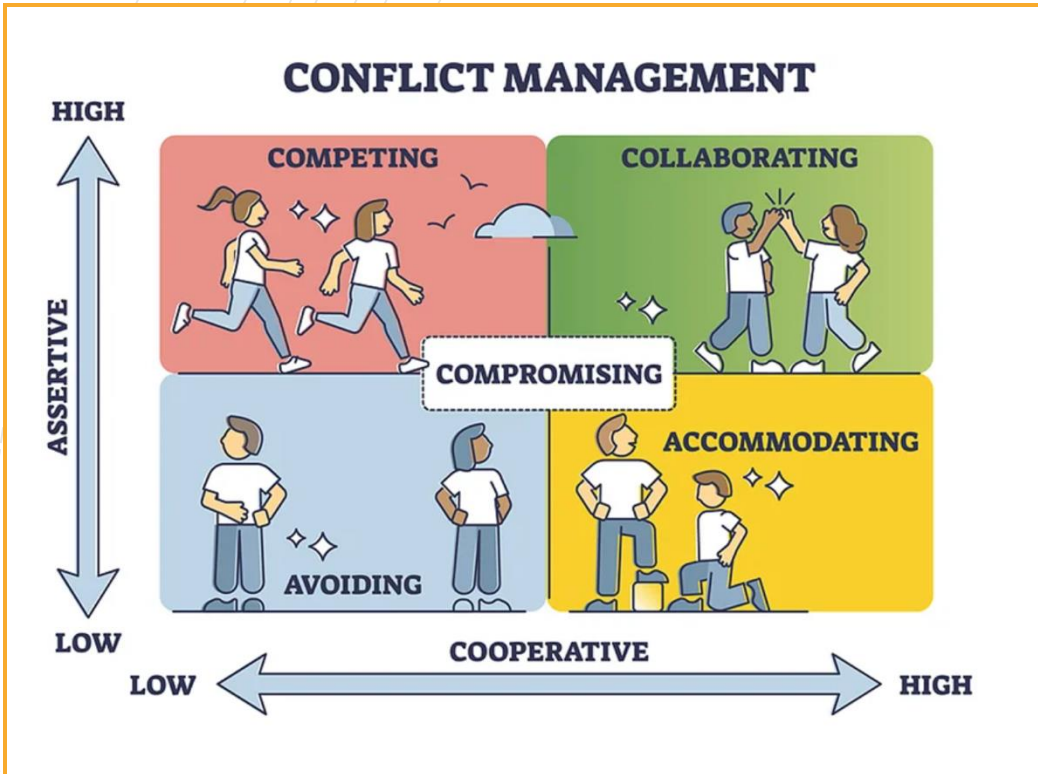 CONFLICT MANAGEMENT
HIGH
COMPETING
COLLABORATING
ASSERTIVE
COMPROMISING
ACCOMMODATING
AVOIDING
LOW
COOPERATIVE
LOW
HIGH